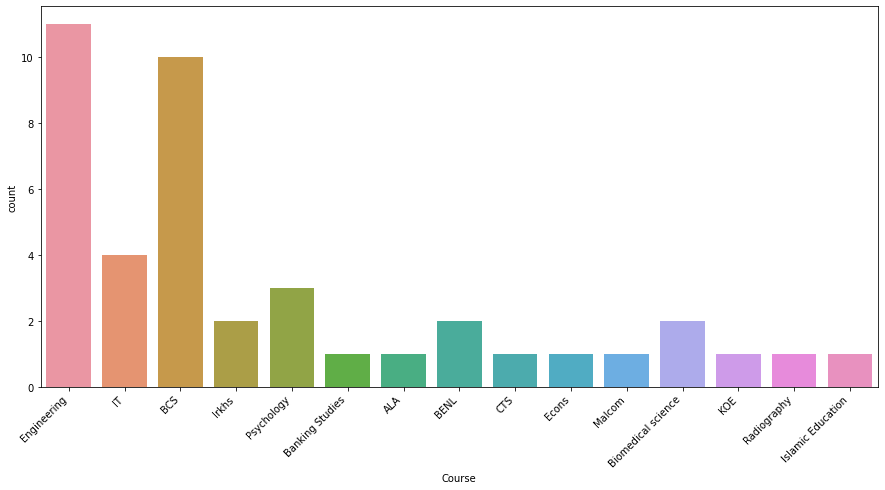 count
10
8
6
4
2
0
Engineering
IT
BCS
Irkhs
Psychology
Banking Studies
ALA
BENL
CTS
Econs
Malcom
Biomedical science
KOE
Radiography
Islamic Education
Course